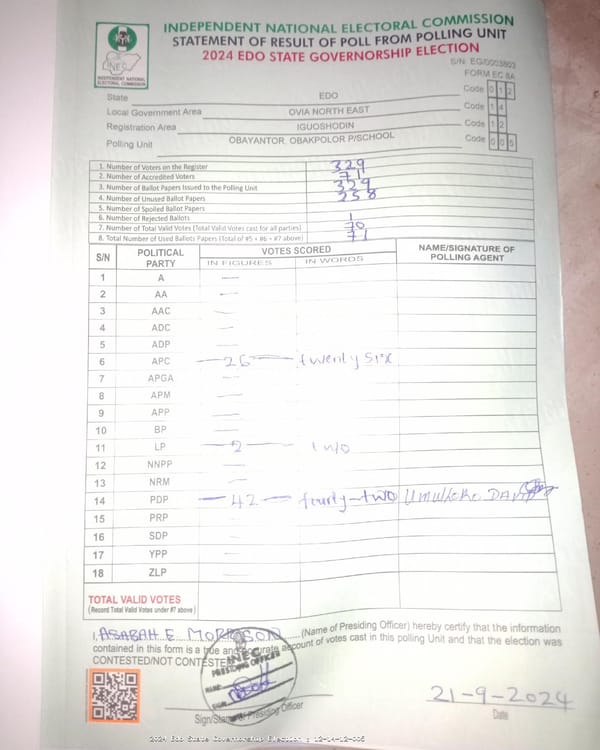 INDEPENDENT NATIONAL ELECTORAL COMMISSION
STATEMENT OF RESULT OF POLL FROM POLLING UNIT
2024 EDO STATE GOVERNORSHIP ELECTION
INEC
INDEPENDENT NATIONAL
ELECTORAL COMMISSION
S/N: EG/0003803
FORM EC 8A
State EDO Code 0 1 2
Local Government Area OVIA NORTH EAST Code 1 4
Registration Area IGUOSHODIN Code 1 2
Polling Unit OBAYANTOR, OBAKPOLOR P/SCHOOL Code 0 0 5
1. Number of Voters on the Register 329
2. Number of Accredited Voters 71
3. Number of Ballot Papers Issued to the Polling Unit 329
4. Number of Unused Ballot Papers 258
5. Number of Spoiled Ballot Papers
6. Number of Rejected Ballots 1
7. Number of Total Valid Votes (Total Valid Votes cast for all parties) 70
8. Total Number of Used Ballots Papers (Total of #5 + #6 + #7 above) 71
S/N POLITICAL PARTY VOTES SCORED NAME/SIGNATURE OF POLLING AGENT
IN FIGURES IN WORDS
1 A —
2 AA —
3 AAC —
4 ADC —
5 ADP —
6 APC — 26 — twenty six
7 APGA —
8 APM —
9 APP —
10 BP —
11 LP — 2 — two
12 NNPP —
13 NRM —
14 PDP — 42 — fourty-two
15 PRP —
16 SDP —
17 YPP —
18 ZLP —
TOTAL VALID VOTES
(Record Total Valid Votes under #7 above)
I, ASABAH E. MORRISON (Name of Presiding Officer) hereby certify that the information
contained in this form is a true and accurate account of votes cast in this polling Unit and that the election was
CONTESTED/NOT CONTESTED
INEC
PRESIDING OFFICER
NAME
SIGN
Sign/Stamp of Presiding Officer
21-9-2024
Date
2024 Edo State Governorship Election : 12-14-12-005